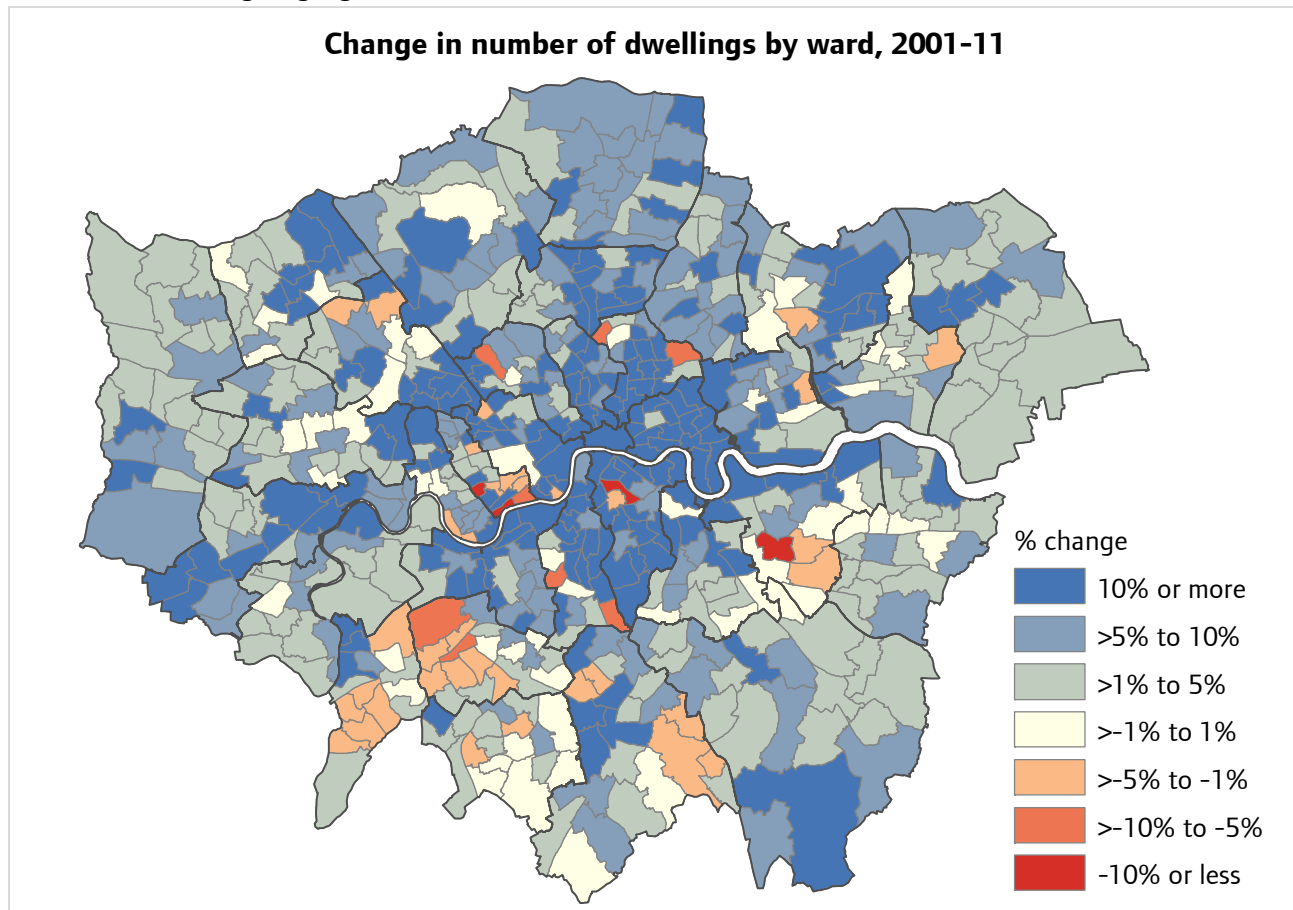 Change in number of dwellings by ward, 2001-11
% change
10% or more
>5% to 10%
>1% to 5%
>-1% to 1%
>-5% to -1%
>-10% to -5%
-10% or less